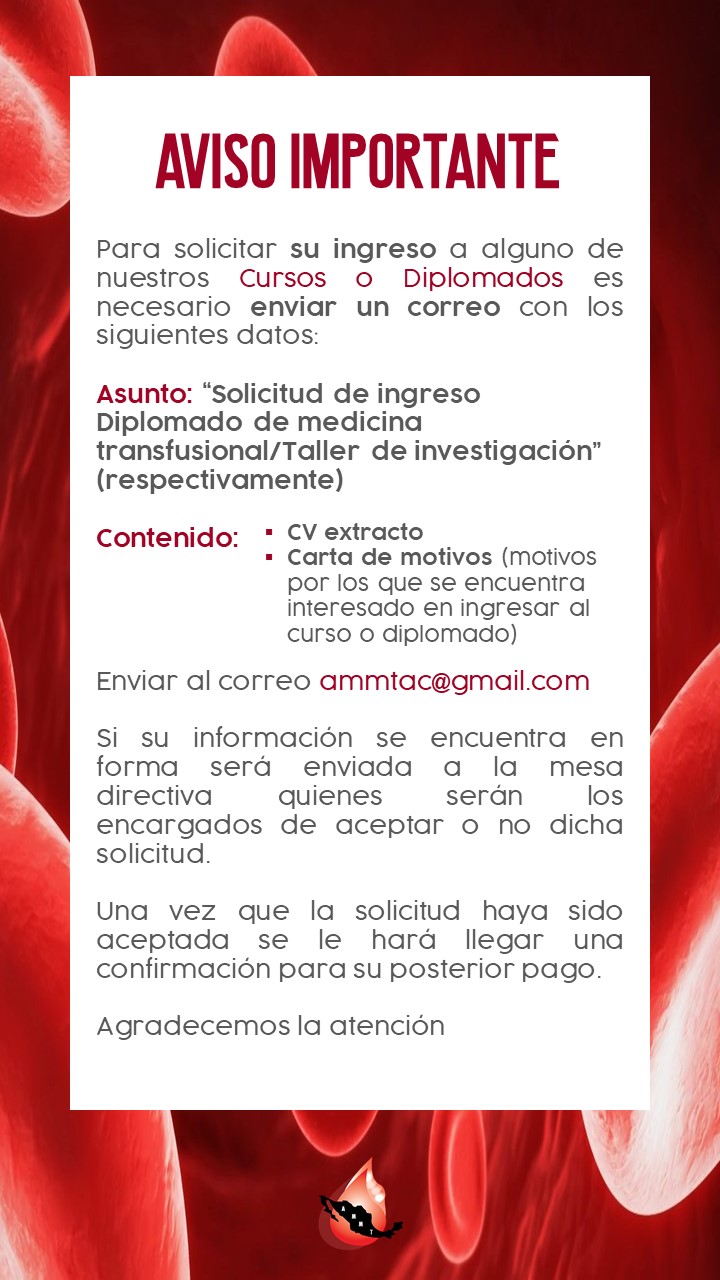 AVISO IMPORTANTE
Para solicitar su ingreso a alguno de
nuestros Cursos o Diplomados es
necesario enviar un correo con los
siguientes datos:
Asunto: “Solicitud de ingreso
Diplomado de medicina
transfusional/Taller de investigación”
(respectivamente)
Contenido:
▪ CV extracto
▪ Carta de motivos (motivos
por los que se encuentra
interesado en ingresar al
curso o diplomado)
Enviar al correo ammtac@gmail.com
Si su información se encuentra en
forma será enviada a la mesa
directiva quienes serán los
encargados de aceptar o no dicha
solicitud.
Una vez que la solicitud haya sido
aceptada se le hará llegar una
confirmación para su posterior pago.
Agradecemos la atención
AMMT